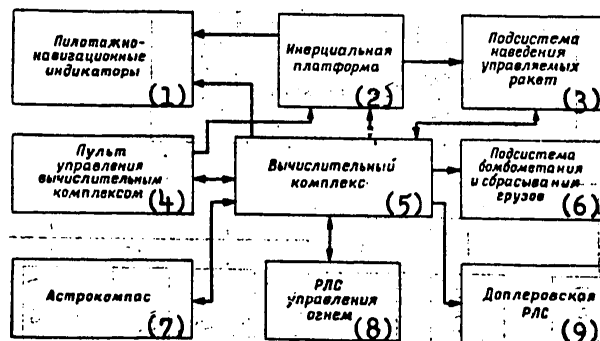 Пилотажно-
навигационные
индикаторы
(1)
Инерциальная
платформа
(2)
Подсистема
наведения
управляемых
ракет
(3)
Пульт
управления
вычислительным
комплексом
(4)
Вычислительный
комплекс
(5)
Подсистема
бомбометания
и сбрасывания
грузов
(6)
Астрокомпас
(7)
РЛС
управления
огнем
(8)
Доплеровская
РЛС
(9)